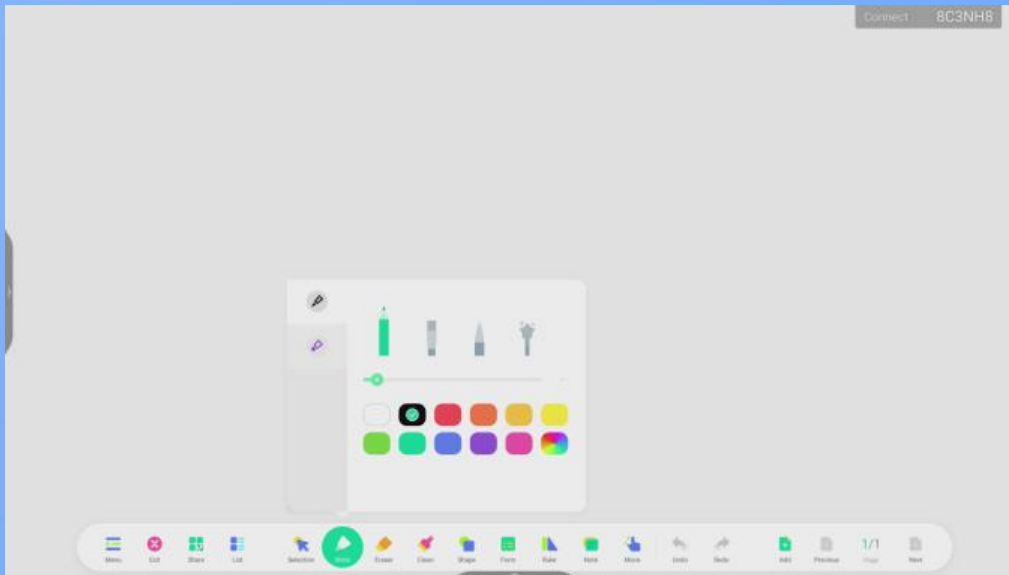 Connect 8C3NH8
Menu Exit Share List Selection Eraser Clean Shape Form Ruler Note More Undo Redo Add Previous 1/1 Page Next